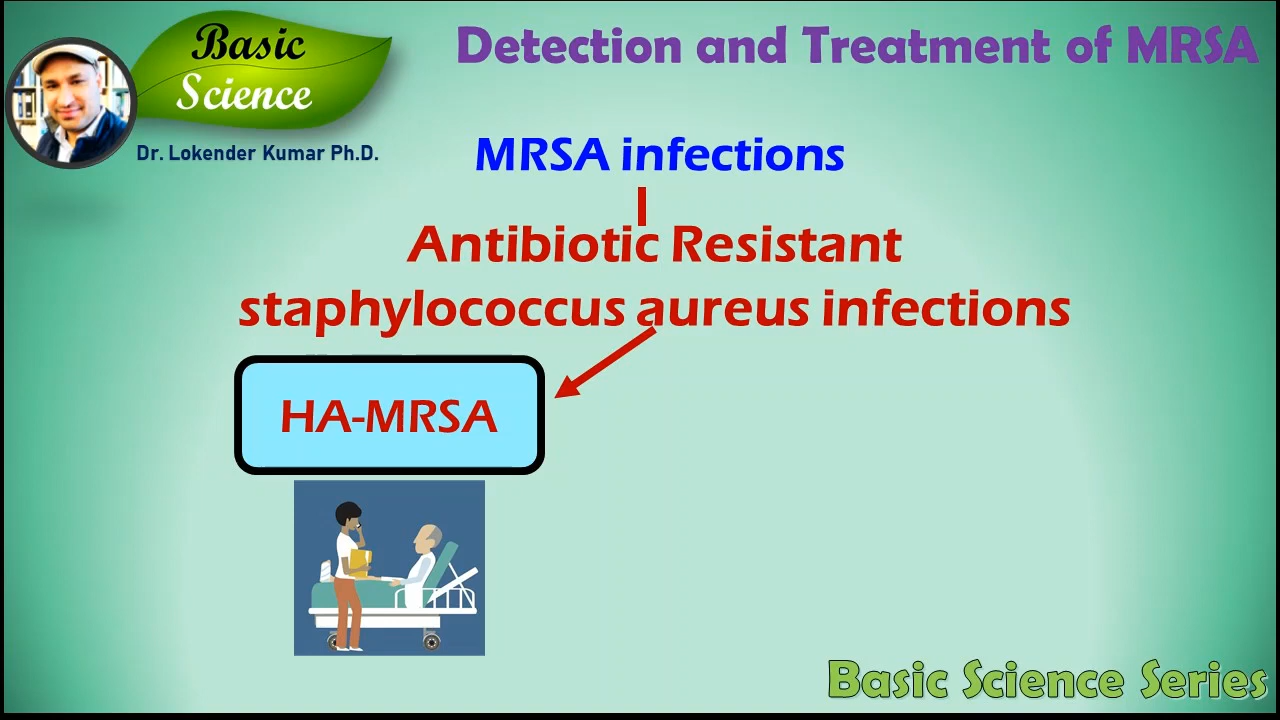 Basic
Science
Dr. Lokender Kumar Ph.D.
Detection and Treatment of MRSA
MRSA infections
Antibiotic Resistant
staphylococcus aureus infections
HA-MRSA
Basic Science Series